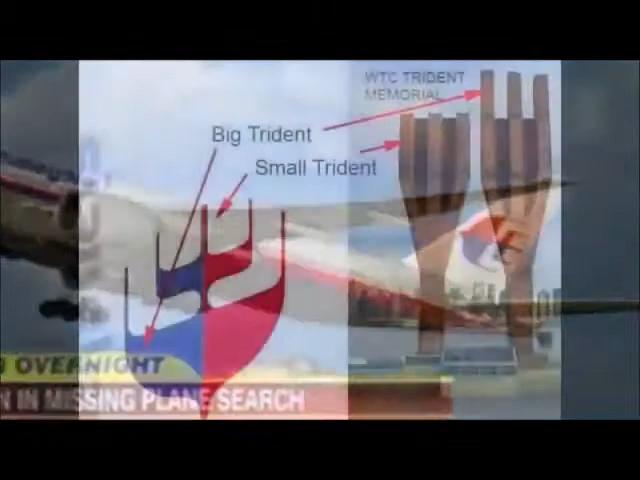 WTC TRIDENT
MEMORIAL
Big Trident
Small Trident
OVERNIGHT
N IN MISSING PLANE SEARCH